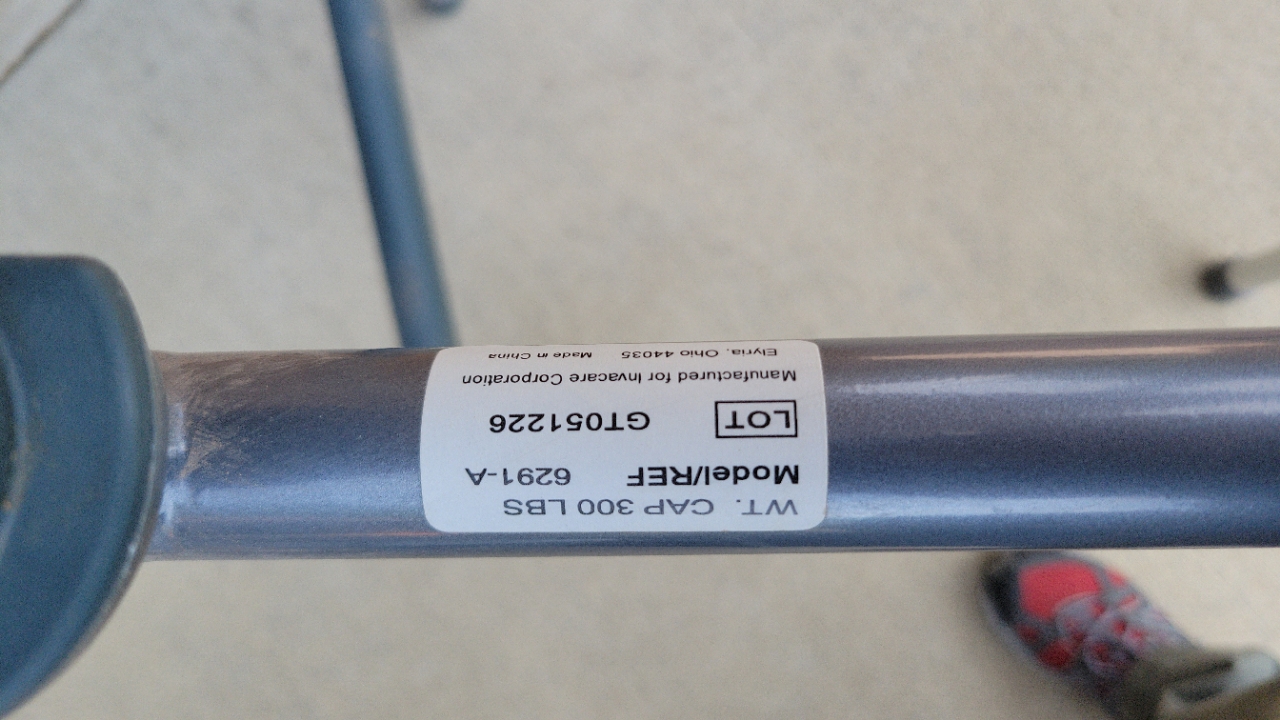 WT. CAP 300 LBS
Model/REF 6291-A
LOT GT051226
Manufactured for Invacare Corporation
Elyria, Ohio 44035 Made in China